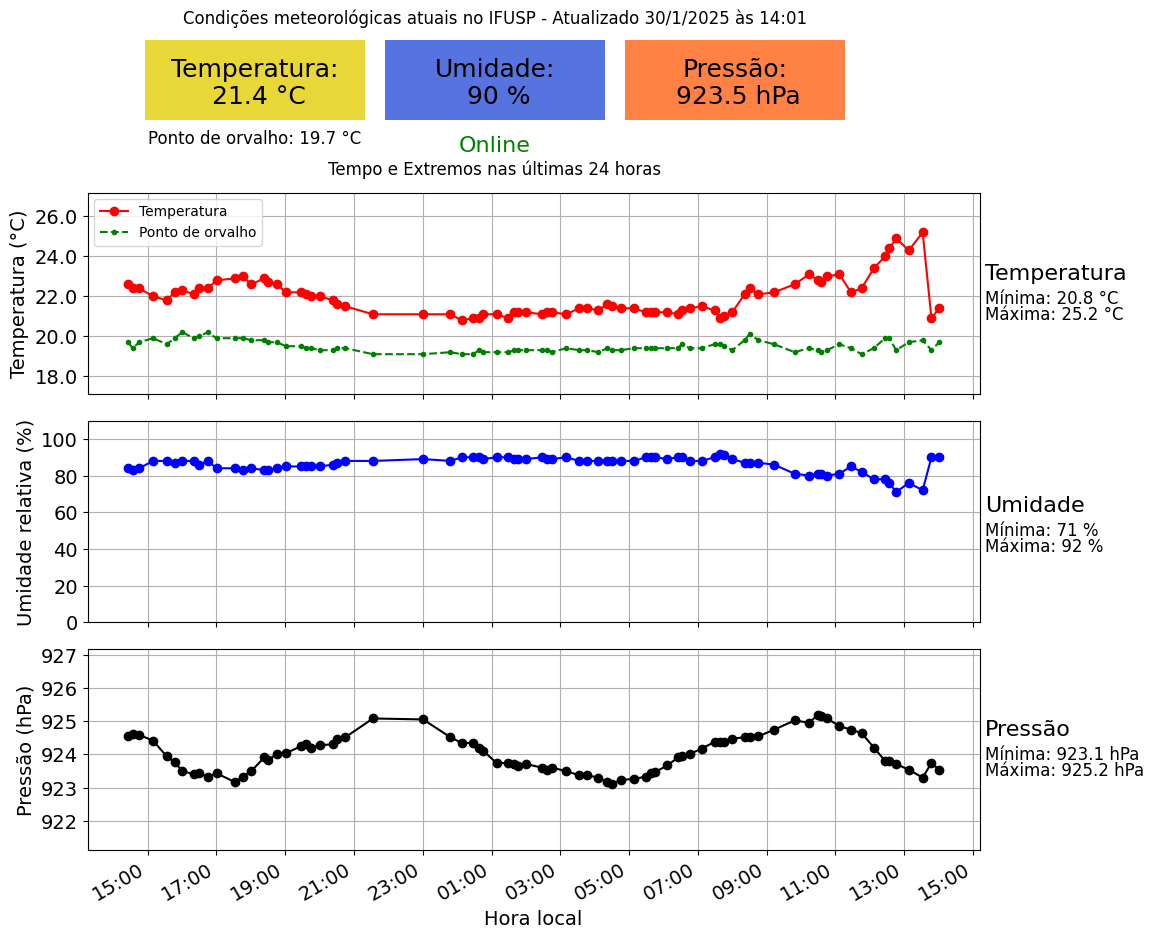 Condições meteorológicas atuais no IFUSP - Atualizado 30/1/2025 às 14:01
Temperatura:
21.4 °C
Umidade:
90 %
Pressão:
923.5 hPa
Ponto de orvalho: 19.7 °C
Online
Tempo e Extremos nas últimas 24 horas
Temperatura (°C)
26.0
24.0
22.0
20.0
18.0
Temperatura
Ponto de orvalho
Temperatura
Mínima: 20.8 °C
Máxima: 25.2 °C
Umidade relativa (%)
100
80
60
40
20
0
Umidade
Mínima: 71 %
Máxima: 92 %
Pressão (hPa)
927
926
925
924
923
922
Pressão
Mínima: 923.1 hPa
Máxima: 925.2 hPa
15:00
17:00
19:00
21:00
23:00
01:00
03:00
05:00
07:00
09:00
11:00
13:00
15:00
Hora local